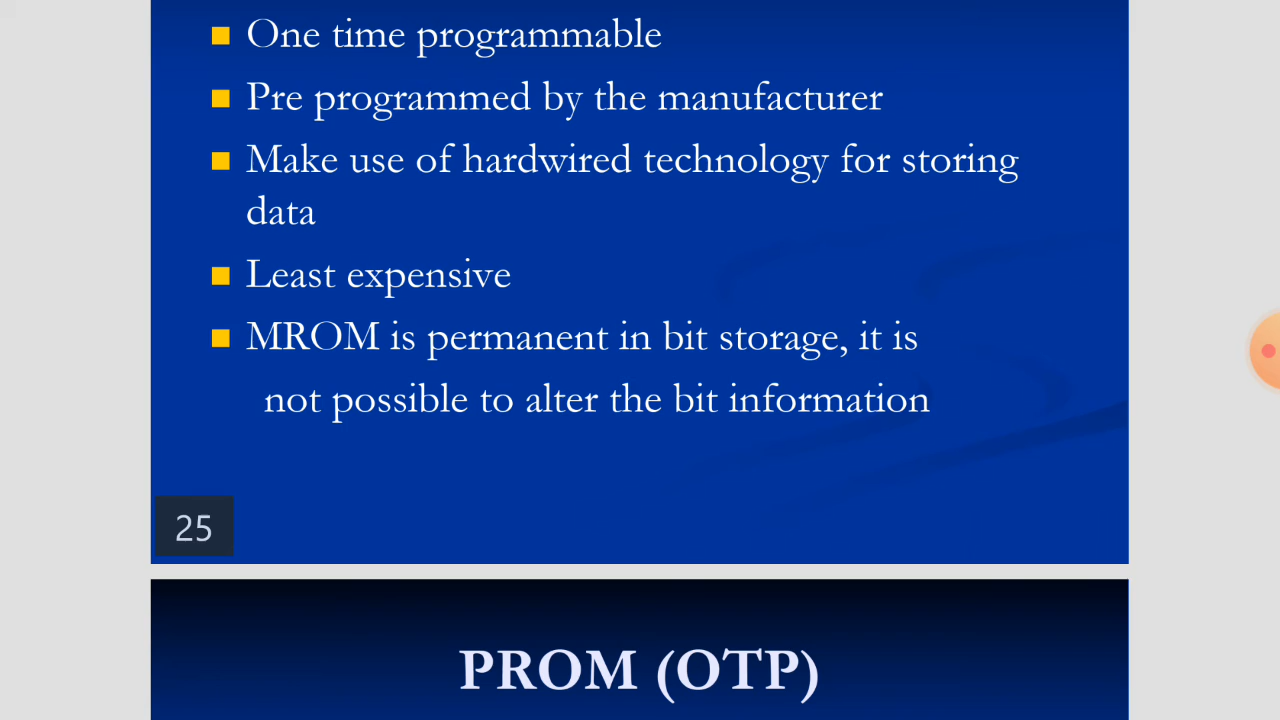 One time programmable
Pre programmed by the manufacturer
Make use of hardwired technology for storing
data
Least expensive
MROM is permanent in bit storage, it is
not possible to alter the bit information
25
PROM (OTP)